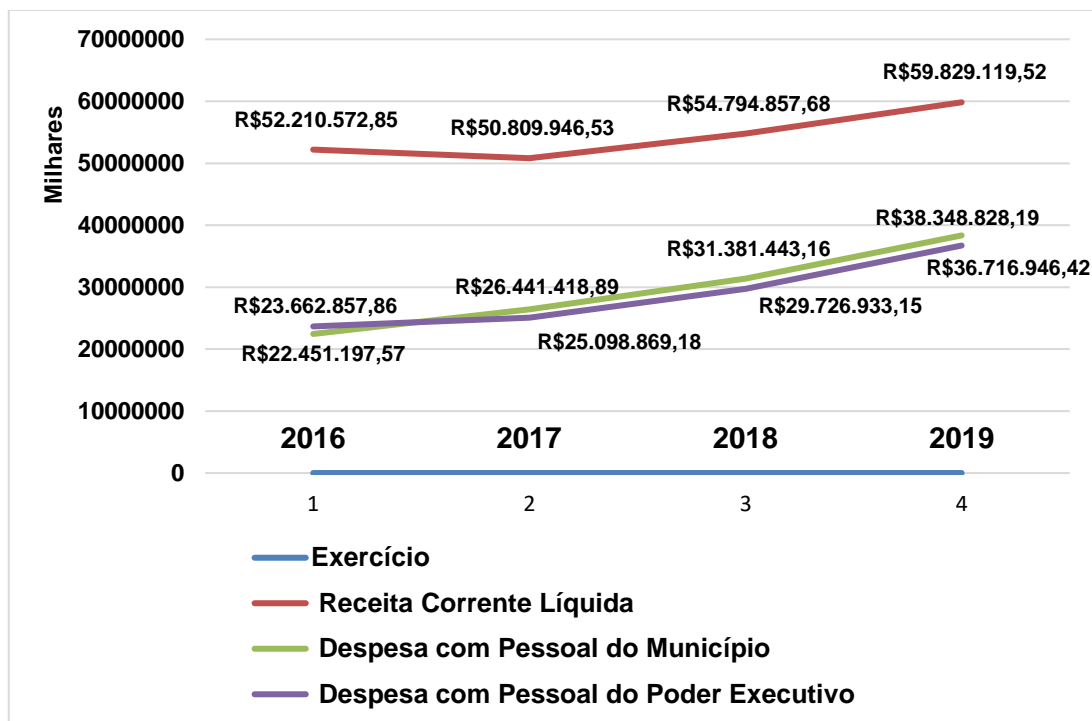 70000000
60000000
50000000
40000000
30000000
20000000
10000000
0
Milhares
R$52.210.572,85
R$50.809.946,53
R$54.794.857,68
R$59.829.119,52
R$23.662.857,86
R$26.441.418,89
R$31.381.443,16
R$38.348.828,19
R$22.451.197,57
R$25.098.869,18
R$29.726.933,15
R$36.716.946,42
2016 2017 2018 2019
1 2 3 4
Exercício
Receita Corrente Líquida
Despesa com Pessoal do Município
Despesa com Pessoal do Poder Executivo